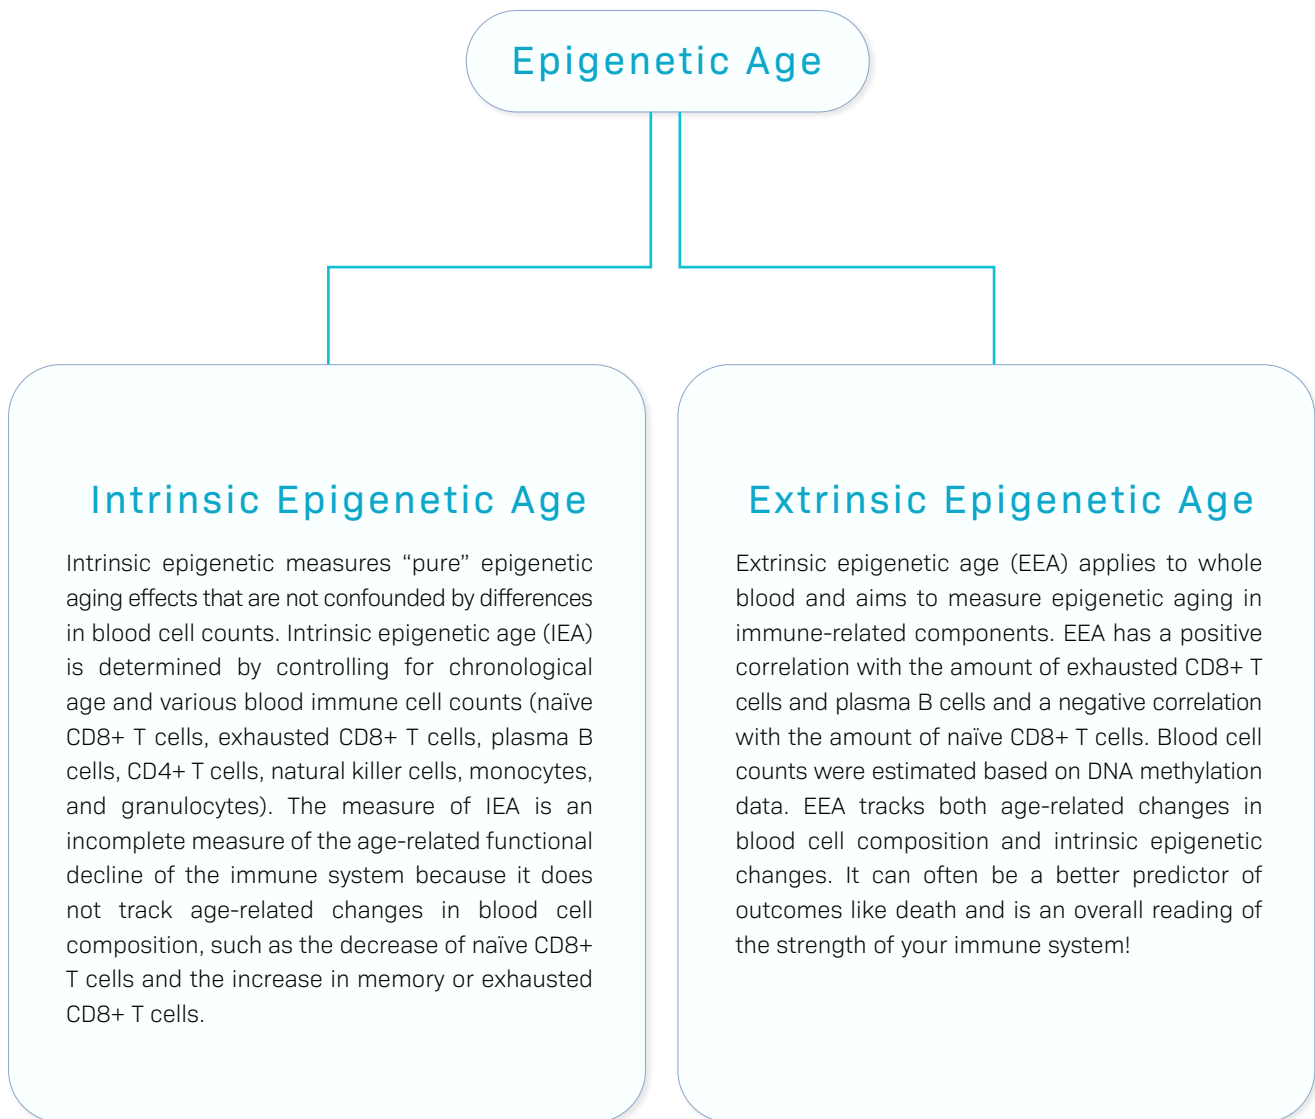 Epigenetic Age
Intrinsic Epigenetic Age
Intrinsic epigenetic measures “pure” epigenetic
aging effects that are not confounded by differences
in blood cell counts. Intrinsic epigenetic age (IEA)
is determined by controlling for chronological
age and various blood immune cell counts (naïve
CD8+ T cells, exhausted CD8+ T cells, plasma B
cells, CD4+ T cells, natural killer cells, monocytes,
and granulocytes). The measure of IEA is an
incomplete measure of the age-related functional
decline of the immune system because it does
not track age-related changes in blood cell
composition, such as the decrease of naïve CD8+
T cells and the increase in memory or exhausted
CD8+ T cells.
Extrinsic Epigenetic Age
Extrinsic epigenetic age (EEA) applies to whole
blood and aims to measure epigenetic aging in
immune-related components. EEA has a positive
correlation with the amount of exhausted CD8+ T
cells and plasma B cells and a negative correlation
with the amount of naïve CD8+ T cells. Blood cell
counts were estimated based on DNA methylation
data. EEA tracks both age-related changes in
blood cell composition and intrinsic epigenetic
changes. It can often be a better predictor of
outcomes like death and is an overall reading of
the strength of your immune system!